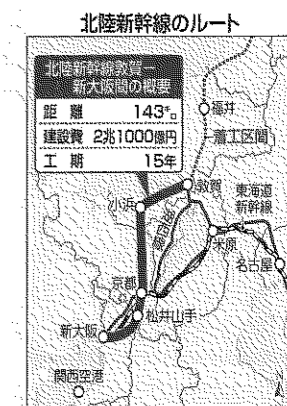 北陸新幹線のルート
北陸新幹線敦賀ー
新大阪間の概要
距離 143㌔
建設費 2兆1000億円
工期 15年
福井
着工区間
敦賀
小浜
東海道
新幹線
米原
名古屋
京都
松井山手
新大阪
関西空港
N